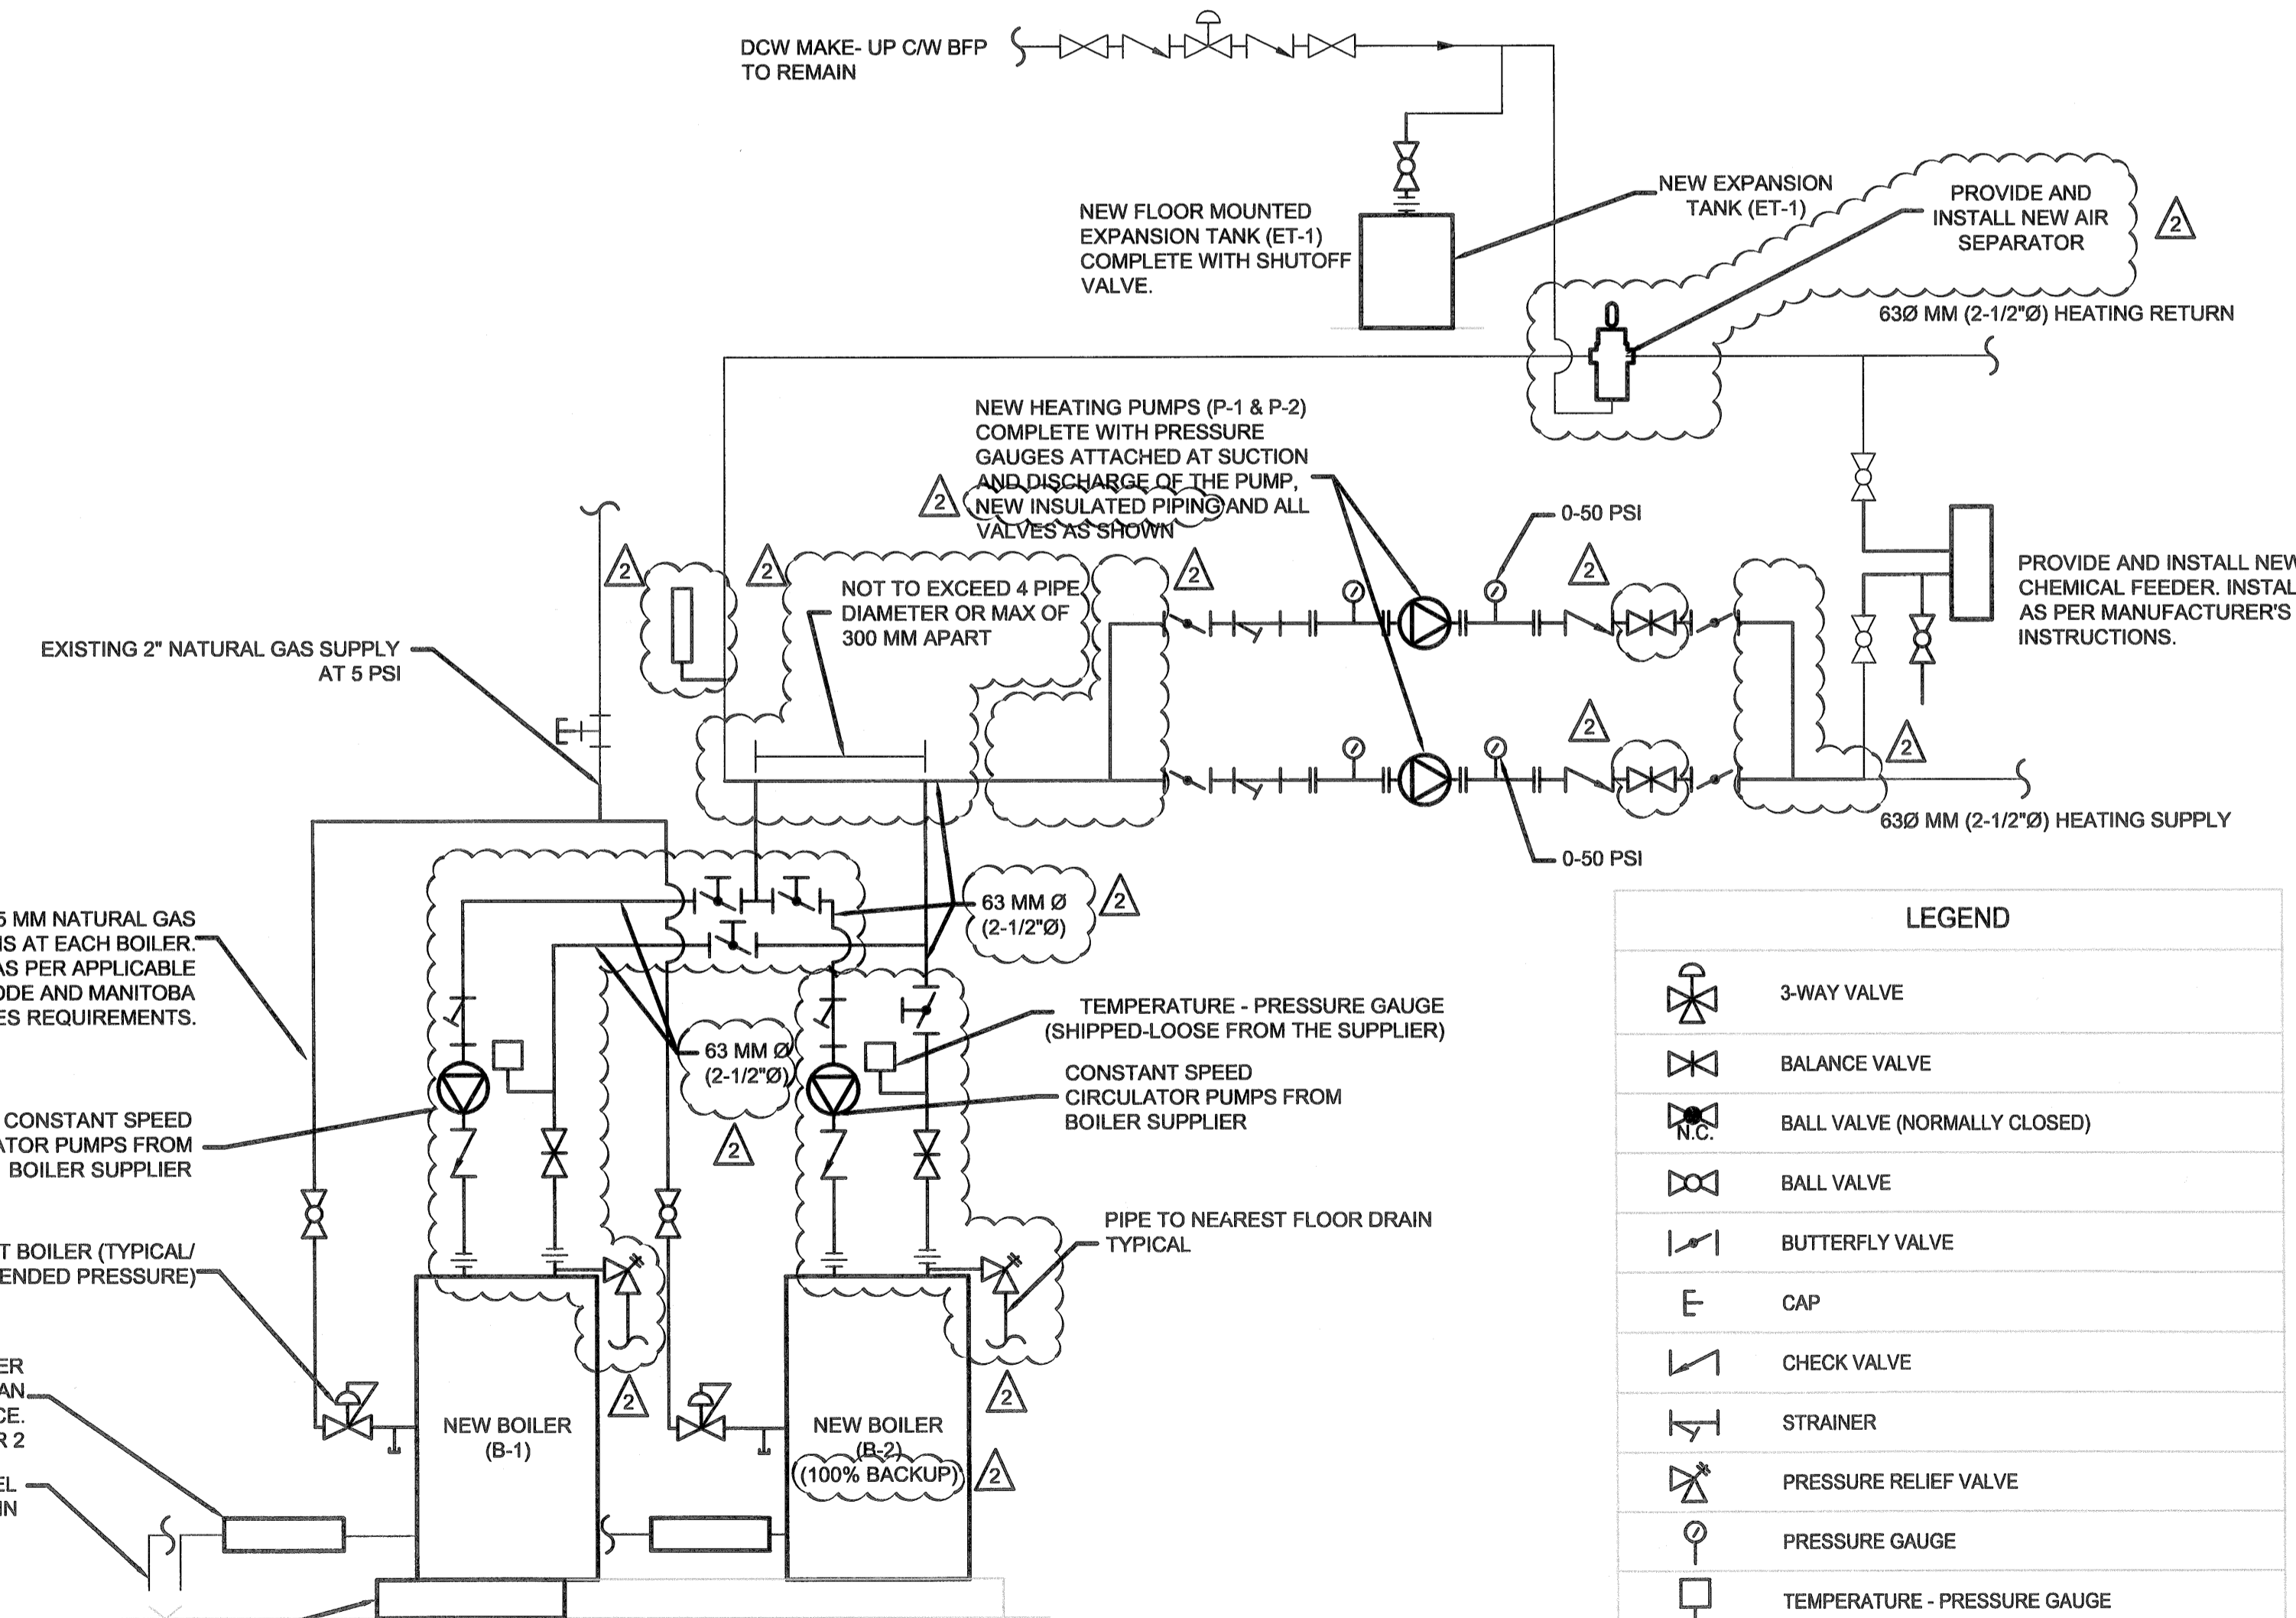 DCW MAKE- UP C/W BFP
TO REMAIN
NEW FLOOR MOUNTED
EXPANSION TANK (ET-1)
COMPLETE WITH SHUTOFF
VALVE.
NEW EXPANSION
TANK (ET-1)
PROVIDE AND
INSTALL NEW AIR
SEPARATOR
2
63Ø MM (2-1/2"Ø) HEATING RETURN
NEW HEATING PUMPS (P-1 & P-2)
COMPLETE WITH PRESSURE
GAUGES ATTACHED AT SUCTION
AND DISCHARGE OF THE PUMP,
NEW INSULATED PIPING AND ALL
VALVES AS SHOWN
2
0-50 PSI
2
2
2
2
NOT TO EXCEED 4 PIPE
DIAMETER OR MAX OF
300 MM APART
PROVIDE AND INSTALL NEW
CHEMICAL FEEDER. INSTAL
AS PER MANUFACTURER'S
INSTRUCTIONS.
EXISTING 2" NATURAL GAS SUPPLY
AT 5 PSI
2
2
63Ø MM (2-1/2"Ø) HEATING SUPPLY
0-50 PSI
63 MM Ø
(2-1/2"Ø)
2
5 MM NATURAL GAS
NS AT EACH BOILER.
AS PER APPLICABLE
ODE AND MANITOBA
ES REQUIREMENTS.
TEMPERATURE - PRESSURE GAUGE
(SHIPPED-LOOSE FROM THE SUPPLIER)
63 MM Ø
(2-1/2"Ø)
2
CONSTANT SPEED
CIRCULATOR PUMPS FROM
BOILER SUPPLIER
CONSTANT SPEED
ATOR PUMPS FROM
BOILER SUPPLIER
PIPE TO NEAREST FLOOR DRAIN
TYPICAL
T BOILER (TYPICAL/
ENDED PRESSURE)
2
2
ER
AN
CE.
R 2
EL
IN
NEW BOILER
(B-1)
NEW BOILER
(B-2)
(100% BACKUP)
2
LEGEND
3-WAY VALVE
BALANCE VALVE
N.C.
BALL VALVE (NORMALLY CLOSED)
BALL VALVE
BUTTERFLY VALVE
CAP
CHECK VALVE
STRAINER
PRESSURE RELIEF VALVE
PRESSURE GAUGE
TEMPERATURE - PRESSURE GAUGE